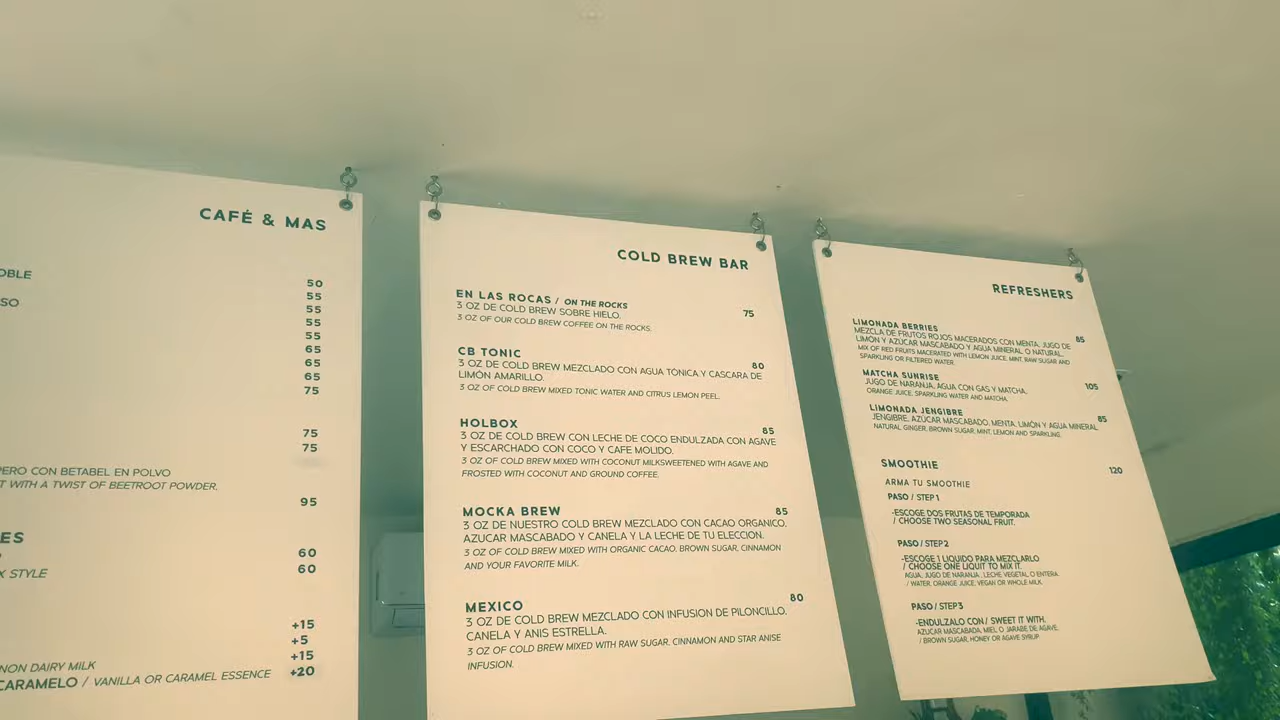 CAFÉ & MAS
OBLE
50
SO
55
55
55
55
65
65
65
75
75
75
PERO CON BETABEL EN POLVO
T WITH A TWIST OF BEETROOT POWDER.
95
ES
60
X STYLE
60
+15
+5
NON DAIRY MILK
+15
CARAMELO / VANILLA OR CARAMEL ESSENCE
+20
COLD BREW BAR
EN LAS ROCAS / ON THE ROCKS
3 OZ DE COLD BREW SOBRE HIELO.
75
3 OZ OF OUR COLD BREW COFFEE ON THE ROCKS.
CB TONIC
80
3 OZ DE COLD BREW MEZCLADO CON AGUA TONICA Y CASCARA DE
LIMÓN AMARILLO.
3 OZ OF COLD BREW MIXED TONIC WATER AND CITRUS LEMON PEEL.
HOLBOX
85
3 OZ DE COLD BREW CON LECHE DE COCO ENDULZADA CON AGAVE
Y ESCARCHADO CON COCO Y CAFE MOLIDO.
3 OZ OF COLD BREW MIXED WITH COCONUT MILKSWEETENED WITH AGAVE AND
FROSTED WITH COCONUT AND GROUND COFFEE.
MOCKA BREW
85
3 OZ DE NUESTRO COLD BREW MEZCLADO CON CACAO ORGANICO,
AZUCAR MASCABADO Y CANELA Y LA LECHE DE TU ELECCION.
3 OZ OF COLD BREW MIXED WITH ORGANIC CACAO, BROWN SUGAR, CINNAMON
AND YOUR FAVORITE MILK.
MEXICO
80
3 OZ DE COLD BREW MEZCLADO CON INFUSION DE PILONCILLO,
CANELA Y ANIS ESTRELLA.
3 OZ OF COLD BREW MIXED WITH RAW SUGAR, CINNAMON AND STAR ANISE
INFUSION.
REFRESHERS
LIMONADA BERRIES
85
MEZCLA DE FRUTOS ROJOS MACERADOS CON MENTA, JUGO DE
LIMÓN Y AZUCAR MASCABADO Y AGUA MINERAL O NATURAL.
MIX OF RED FRUITS MACERATED WITH LEMON JUICE, MINT, RAW SUGAR AND
SPARKLING OR FILTERED WATER.
MATCHA SUNRISE
105
JUGO DE NARANJA, AGUA CON GAS Y MATCHA.
ORANGE JUICE, SPARKLING WATER AND MATCHA.
LIMONADA JENGIBRE
85
JENGIBRE, AZÚCAR MASCABADO, MENTA, LIMÓN Y AGUA MINERAL
NATURAL GINGER, BROWN SUGAR, MINT, LEMON AND SPARKLING.
SMOOTHIE
120
ARMA TU SMOOTHIE
PASO / STEP 1
-ESCOGE DOS FRUTAS DE TEMPORADA
/ CHOOSE TWO SEASONAL FRUIT.
PASO / STEP 2
-ESCOGE 1 LIQUIDO PARA MEZCLARLO
/ CHOOSE ONE LIQUIT TO MIX IT.
AGUA, JUGO DE NARANJA , LECHE VEGETAL O ENTERA.
/ WATER, ORANGE JUICE, VEGAN OR WHOLE MILK.
PASO / STEP 3
-ENDULZALO CON / SWEET IT WITH.
AZUCAR MASCABADA, MIEL O JARABE DE AGAVE.
/ BROWN SUGAR, HONEY OR AGAVE SYRUP